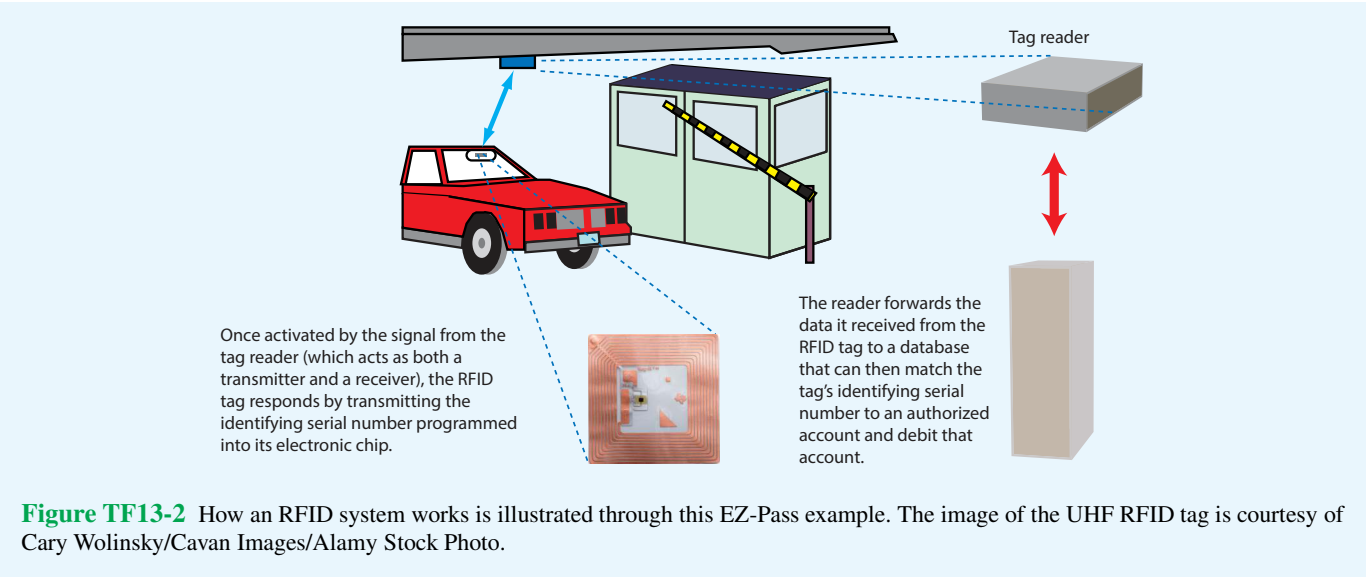 Tag reader
Once activated by the signal from the
tag reader (which acts as both a
transmitter and a receiver), the RFID
tag responds by transmitting the
identifying serial number programmed
into its electronic chip.
The reader forwards the
data it received from the
RFID tag to a database
that can then match the
tag's identifying serial
number to an authorized
account and debit that
account.
Figure TF13-2 How an RFID system works is illustrated through this EZ-Pass example. The image of the UHF RFID tag is courtesy of
Cary Wolinsky/Cavan Images/Alamy Stock Photo.